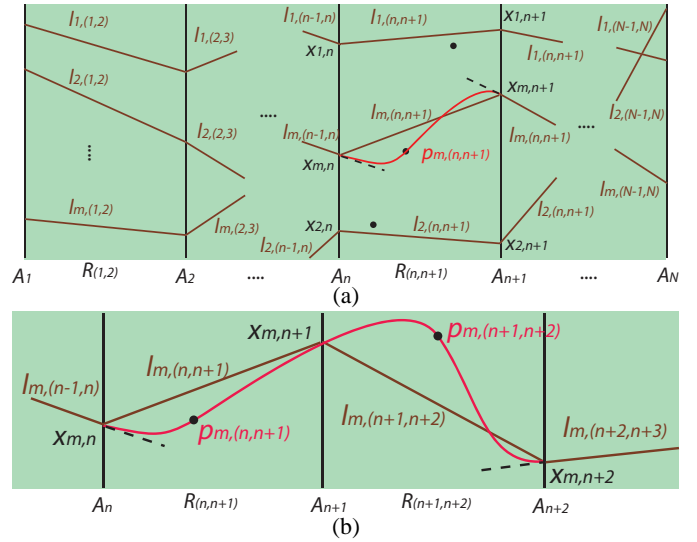 l1,(1,2) l1,(2,3) l1,(n-1,n) l1,(n,n+1) x1,n+1 l1,(N-1,N)
x1,n l1,(n,n+1)
l2,(1,2) xm,n+1
.... lm,(n,n+1)
l2,(2,3) lm,(n-1,n) lm,(n,n+1) .... l2,(N-1,N)
.... pm,(n,n+1)
xm,n lm,(N-1,N)
lm,(1,2) lm,(2,3) x2,n l2,(n,n+1) l2,(n,n+1)
l2,(n-1,n) x2,n+1
A1 R(1,2) A2 .... An R(n,n+1) An+1 .... AN
(a)
xm,n+1 pm,(n+1,n+2)
lm,(n-1,n) lm,(n,n+1)
lm,(n+1,n+2) lm,(n+2,n+3)
xm,n pm,(n,n+1)
xm,n+2
An R(n,n+1) An+1 R(n+1,n+2) An+2
(b)